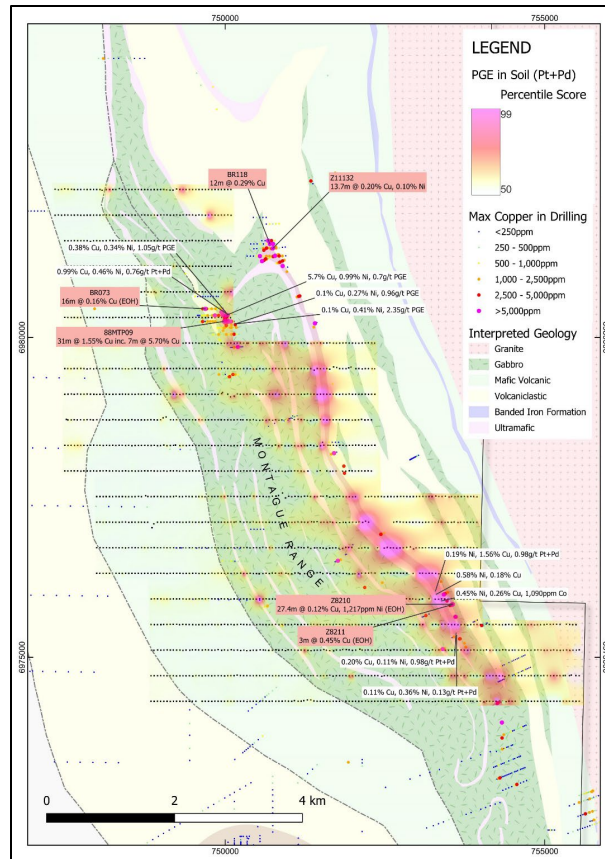 750000
755000
LEGEND
PGE in Soil (Pt+Pd)
Percentile Score
99
50
Max Copper in Drilling
<250ppm
250 - 500ppm
500 - 1,000ppm
1,000 - 2,500ppm
2,500 - 5,000ppm
>5,000ppm
Interpreted Geology
Granite
Gabbro
Mafic Volcanic
Volcaniclastic
Banded Iron Formation
Ultramafic
BR118
12m @ 0.29% Cu
Z11132
13.7m @ 0.20% Cu, 0.10% Ni
0.38% Cu, 0.34% Ni, 1.05g/t PGE
0.99% Cu, 0.46% Ni, 0.76g/t Pt+Pd
BR073
16m @ 0.16% Cu (EOH)
88MTP09
31m @ 1.55% Cu inc. 7m @ 5.70% Cu
5.7% Cu, 0.99% Ni, 0.7g/t PGE
0.1% Cu, 0.27% Ni, 0.96g/t PGE
0.1% Cu, 0.41% Ni, 2.35g/t PGE
6980000
6980000
MONTAGUE RANGE
0.19% Ni, 1.56% Cu, 0.98g/t Pt+Pd
0.58% Ni, 0.18% Cu
0.45% Ni, 0.26% Cu, 1,090ppm Co
Z8210
27.4m @ 0.12% Cu, 1,217ppm Ni (EOH)
Z8211
3m @ 0.45% Cu (EOH)
0.20% Cu, 0.11% Ni, 0.98g/t Pt+Pd
0.11% Cu, 0.36% Ni, 0.13g/t Pt+Pd
6975000
6975000
0
2
4 km
750000
755000